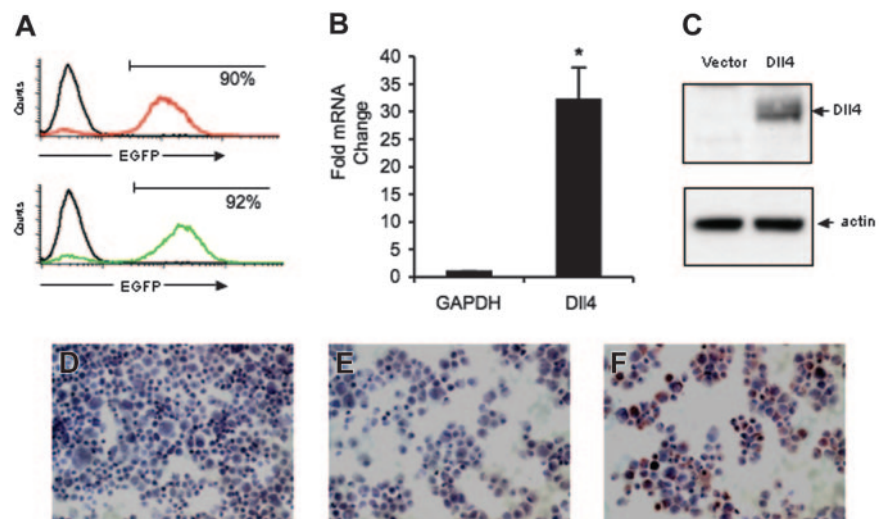 A
90%
Counts
EGFP
92%
Counts
EGFP
B
Fold mRNA
Change
40
35
30
25
20
15
10
5
0
*
GAPDH
Dll4
C
Vector Dll4
Dll4
actin
D
E
F